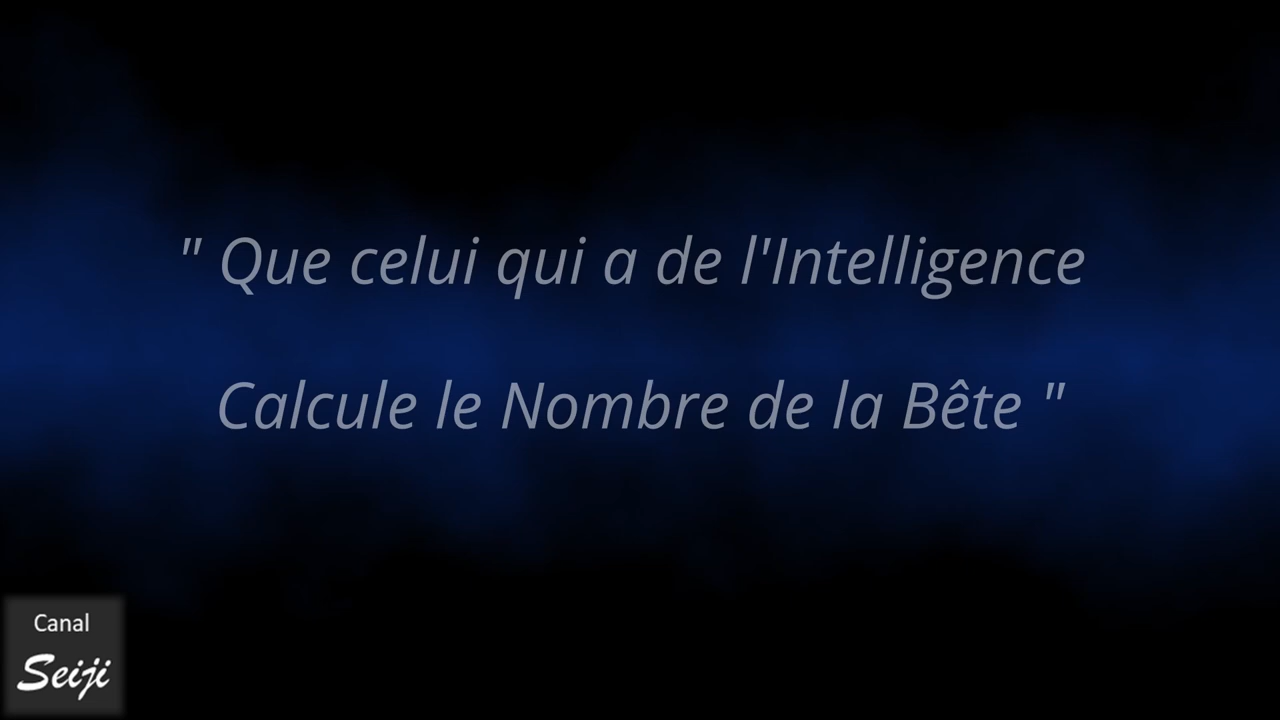 " Que celui qui a de l'Intelligence
Calcule le Nombre de la Bête "
Canal
Seiji